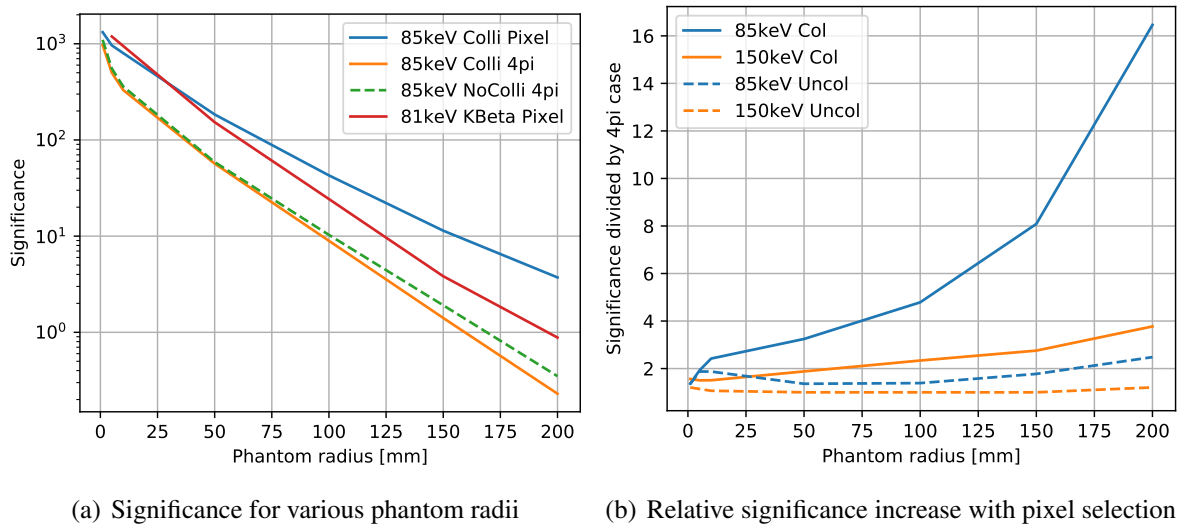 85keV Colli Pixel
85keV Colli 4pi
85keV NoColli 4pi
81keV KBeta Pixel
10³
10²
10¹
10⁰
Significance
0 25 50 75 100 125 150 175 200
Phantom radius [mm]
(a) Significance for various phantom radii
85keV Col
150keV Col
85keV Uncol
150keV Uncol
16
14
12
10
8
6
4
2
Significance divided by 4pi case
0 25 50 75 100 125 150 175 200
Phantom radius [mm]
(b) Relative significance increase with pixel selection